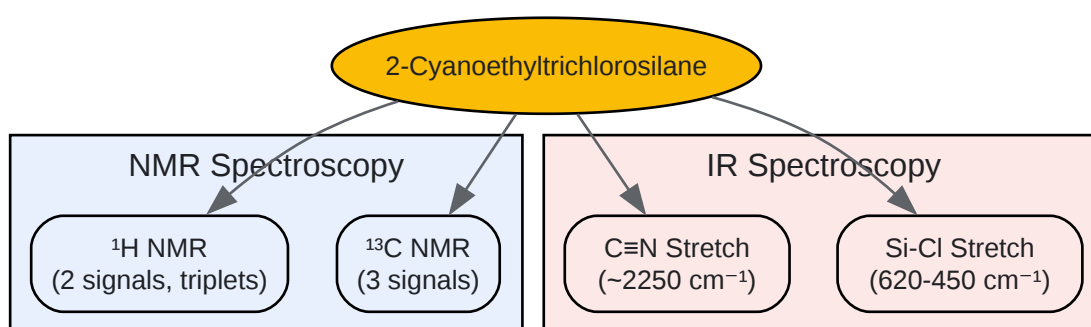 2-Cyanoethyltrichlorosilane
NMR Spectroscopy
IR Spectroscopy
¹H NMR
(2 signals, triplets)
¹³C NMR
(3 signals)
C≡N Stretch
(~2250 cm⁻¹)
Si-Cl Stretch
(620-450 cm⁻¹)